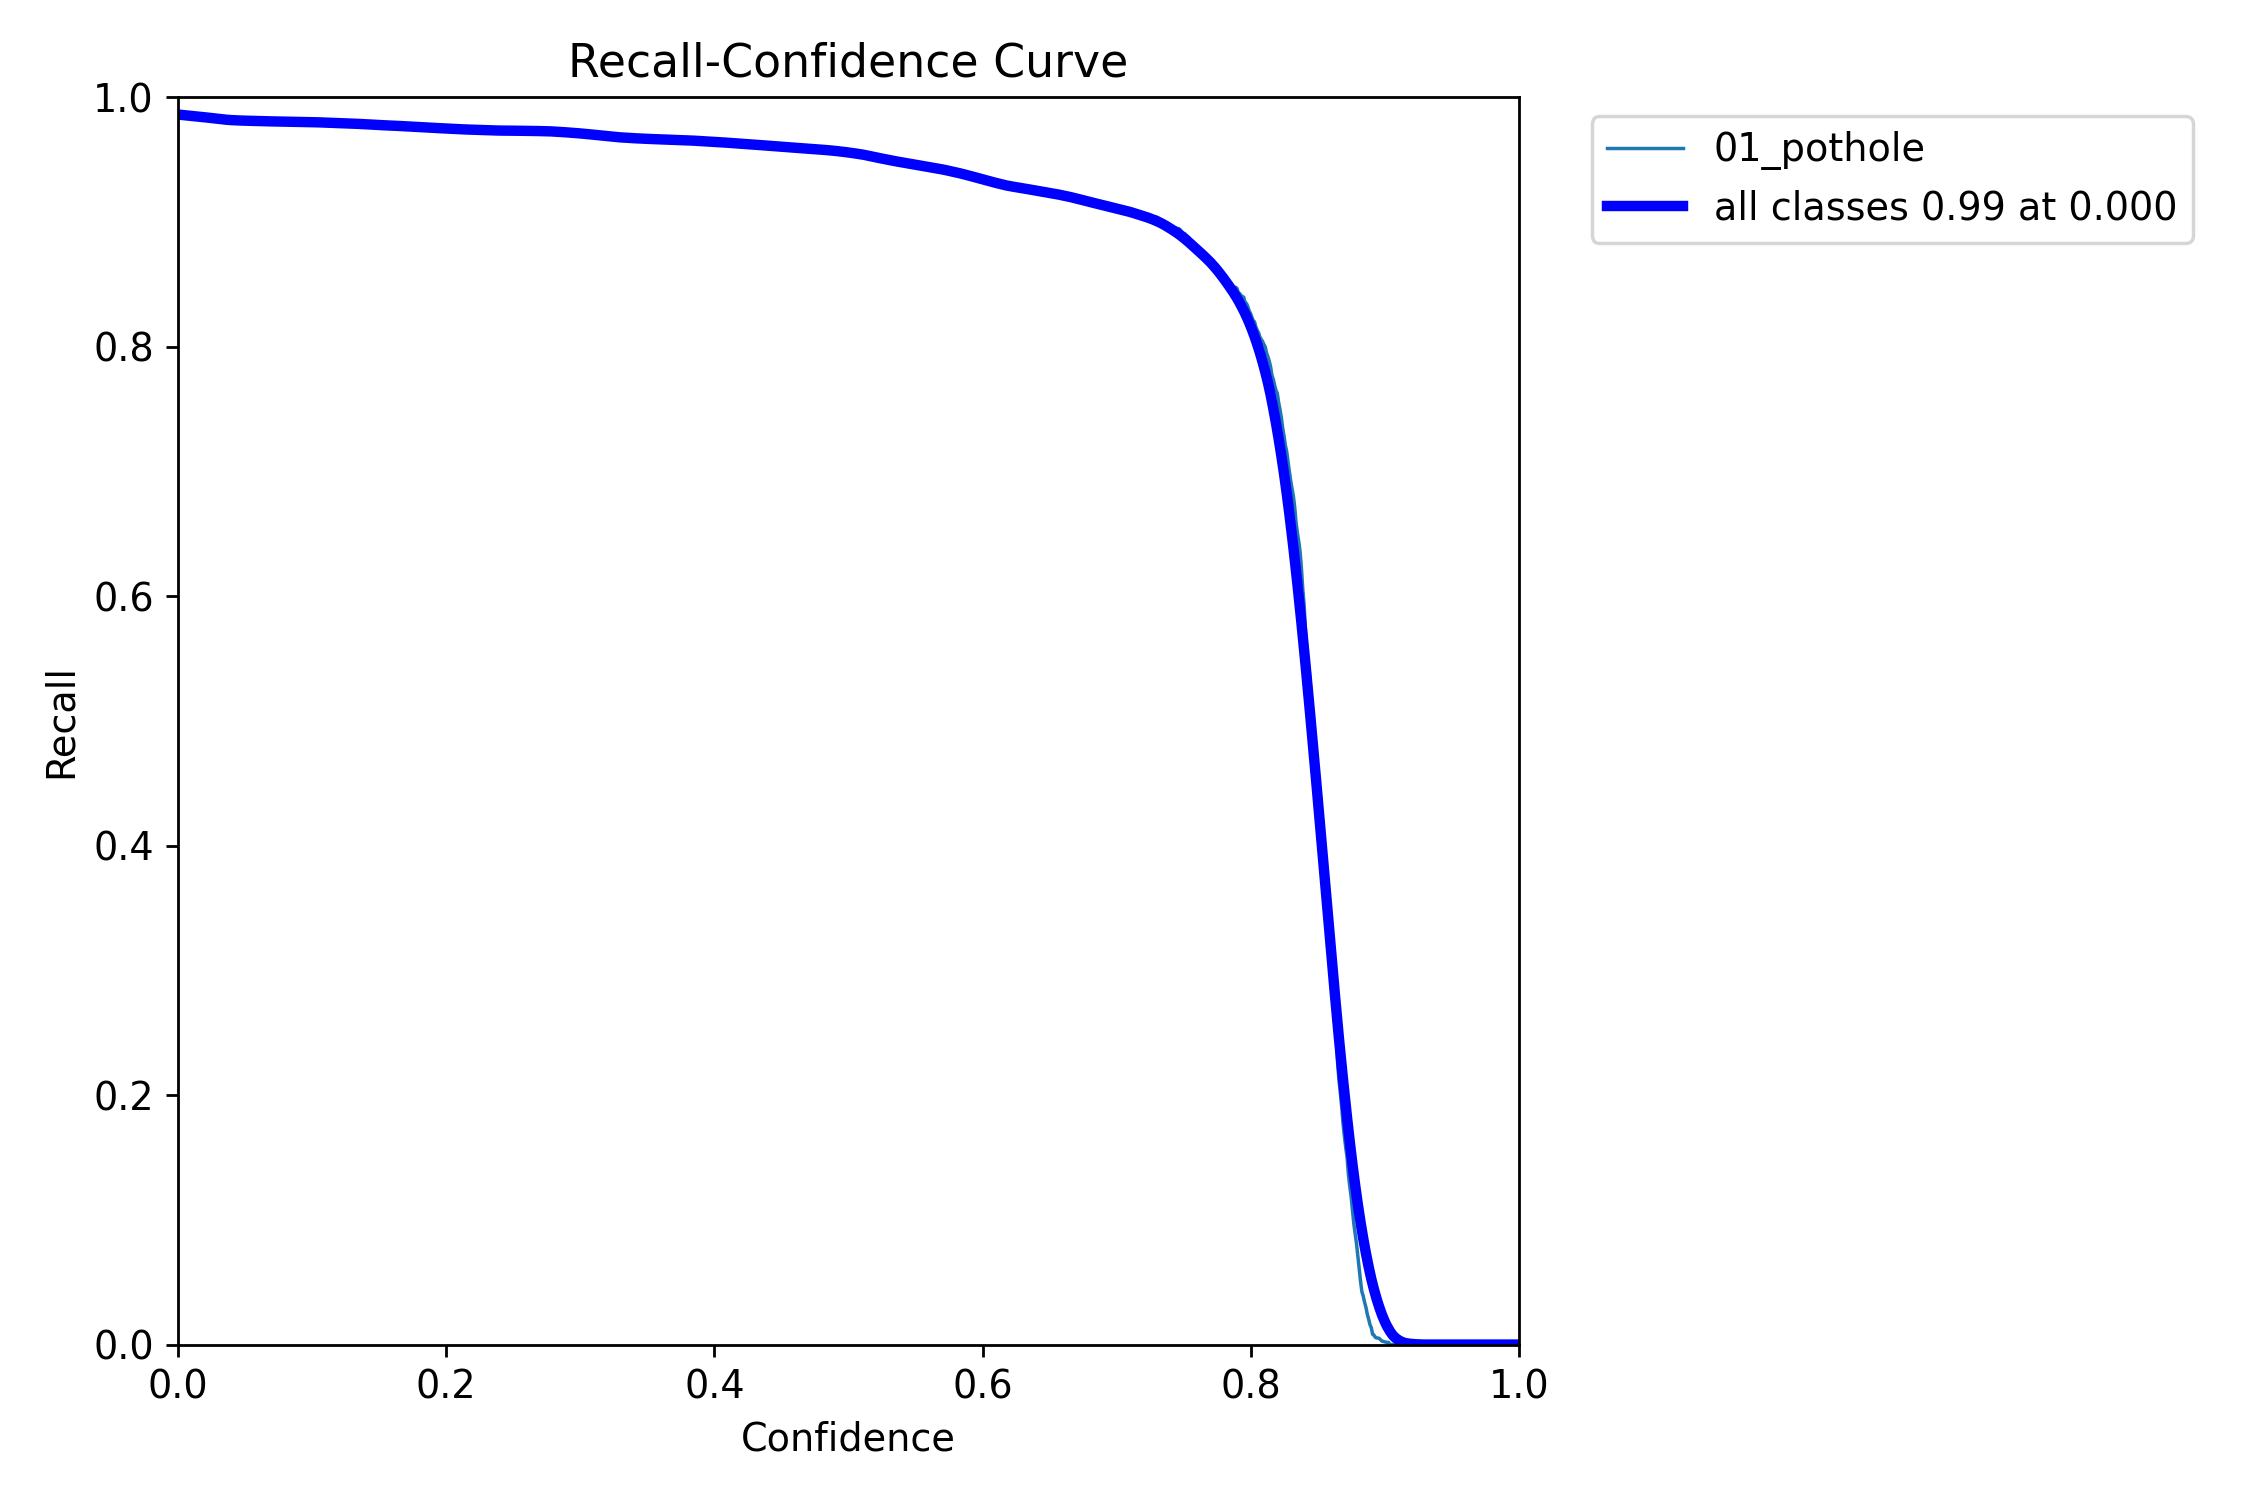 Recall-Confidence Curve
1.0
0.8
0.6
0.4
0.2
0.0
Recall
0.0 0.2 0.4 0.6 0.8 1.0
Confidence
01_pothole
all classes 0.99 at 0.000